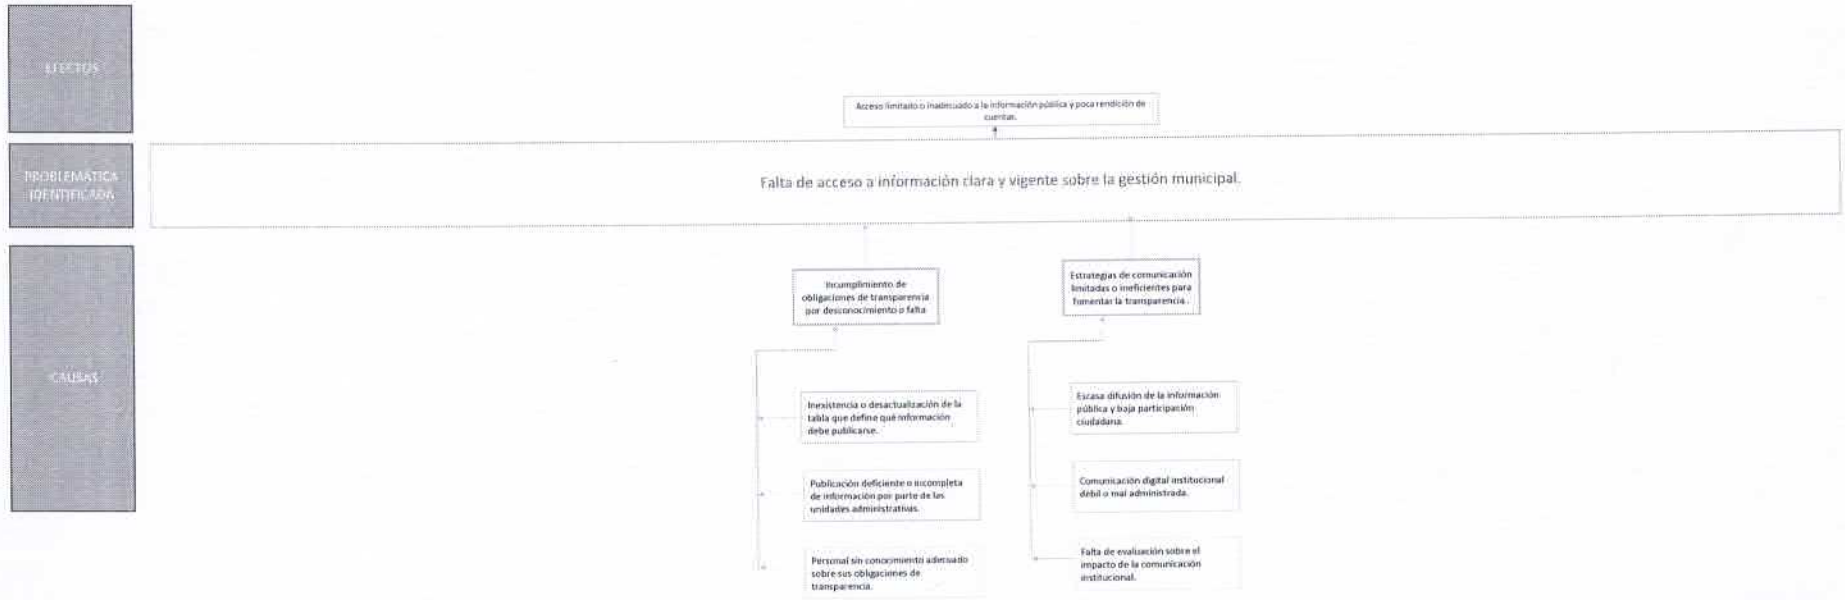 EFECTOS
Acceso limitado o inadecuado a la información pública y poca rendición de
cuentas.
PROBLEMÁTICA
IDENTIFICADA
Falta de acceso a información clara y vigente sobre la gestión municipal.
CAUSAS
Incumplimiento de
obligaciones de transparencia
por desconocimiento o falta
Inexistencia o desactualización de la
tabla que define qué información
debe publicarse.
Publicación deficiente o incompleta
de información por parte de las
unidades administrativas.
Personal sin conocimiento adecuado
sobre sus obligaciones de
transparencia.
Estrategias de comunicación
limitadas o ineficientes para
fomentar la transparencia .
Escasa difusión de la información
pública y baja participación
ciudadana.
Comunicación digital institucional
débil o mal administrada.
Falta de evaluación sobre el
impacto de la comunicación
institucional.